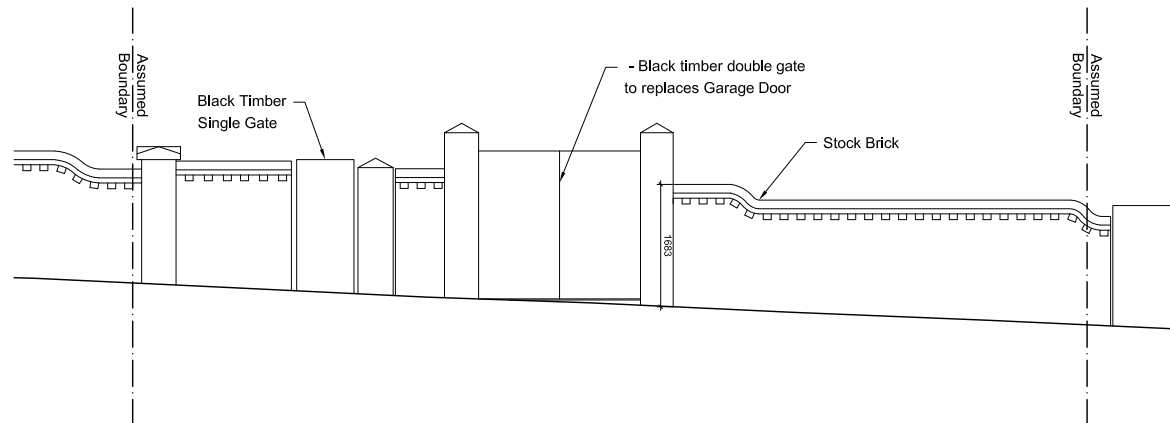 Assumed
Boundary
Black Timber
Single Gate
- Black timber double gate
to replaces Garage Door
Stock Brick
1683
Assumed
Boundary